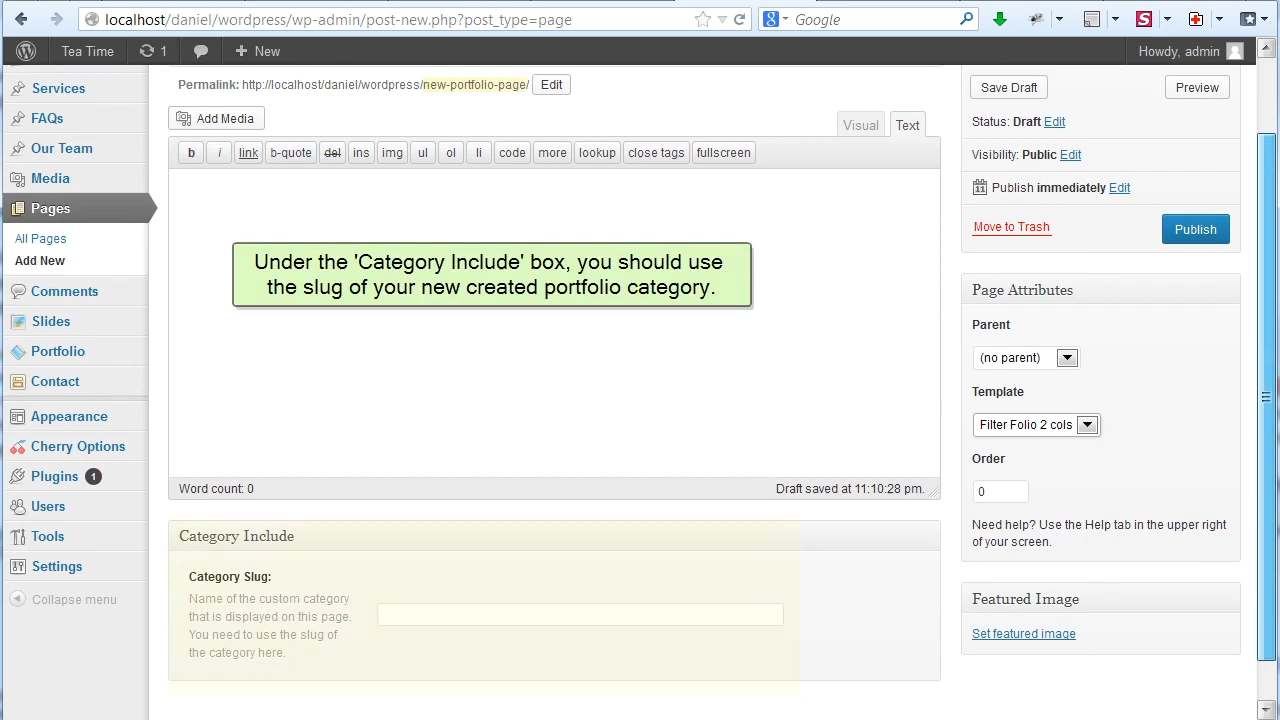 localhost/daniel/wordpress/wp-admin/post-new.php?post_type=page
Google
Tea Time
1
New
Howdy, admin
Services
FAQs
Our Team
Media
Pages
All Pages
Add New
Comments
Slides
Portfolio
Contact
Appearance
Cherry Options
Plugins 1
Users
Tools
Settings
Collapse menu
Permalink: http://localhost/daniel/wordpress/new-portfolio-page/ Edit
Add Media
Visual Text
b i link b-quote del ins img ul ol li code more lookup close tags fullscreen
Under the 'Category Include' box, you should use
the slug of your new created portfolio category.
Word count: 0
Draft saved at 11:10:28 pm.
Category Include
Category Slug:
Name of the custom category
that is displayed on this page.
You need to use the slug of
the category here.
Save Draft Preview
Status: Draft Edit
Visibility: Public Edit
Publish immediately Edit
Move to Trash Publish
Page Attributes
Parent
(no parent)
Template
Filter Folio 2 cols
Order
0
Need help? Use the Help tab in the upper right
of your screen.
Featured Image
Set featured image